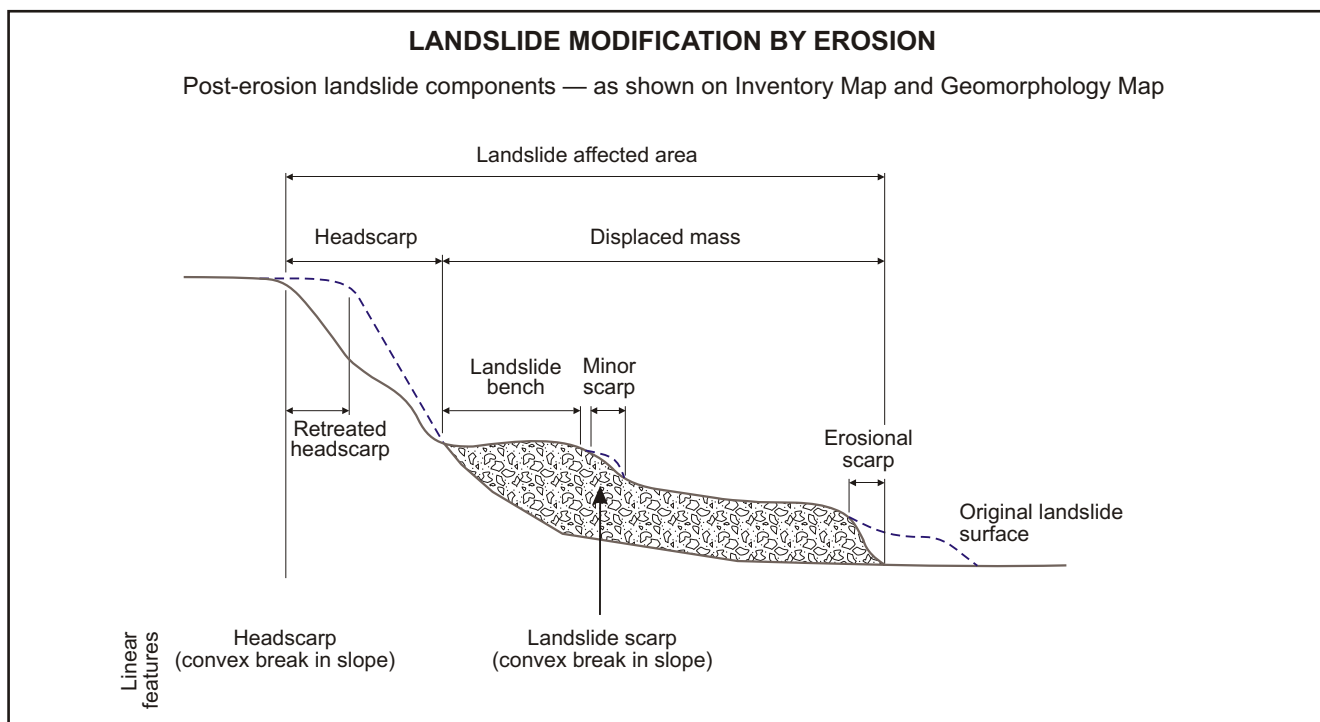 LANDSLIDE MODIFICATION BY EROSION
Post-erosion landslide components — as shown on Inventory Map and Geomorphology Map
Landslide affected area
Headscarp
Displaced mass
Landslide
bench
Minor
scarp
Retreated
headscarp
Erosional
scarp
Original landslide
surface
Linear
features
Headscarp
(convex break in slope)
Landslide scarp
(convex break in slope)